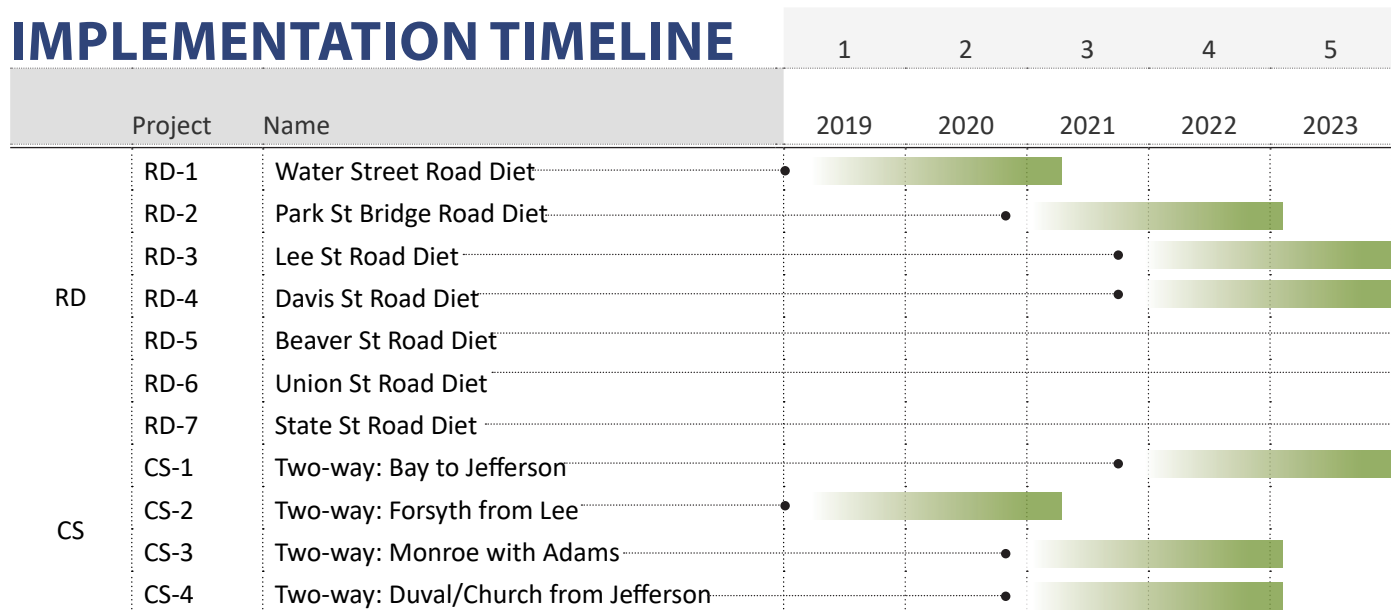 IMPLEMENTATION TIMELINE 1 2 3 4 5
Project Name 2019 2020 2021 2022 2023
RD-1 Water Street Road Diet
RD-2 Park St Bridge Road Diet
RD-3 Lee St Road Diet
RD RD-4 Davis St Road Diet
RD-5 Beaver St Road Diet
RD-6 Union St Road Diet
RD-7 State St Road Diet
CS-1 Two-way: Bay to Jefferson
CS-2 Two-way: Forsyth from Lee
CS
CS-3 Two-way: Monroe with Adams
CS-4 Two-way: Duval/Church from Jefferson